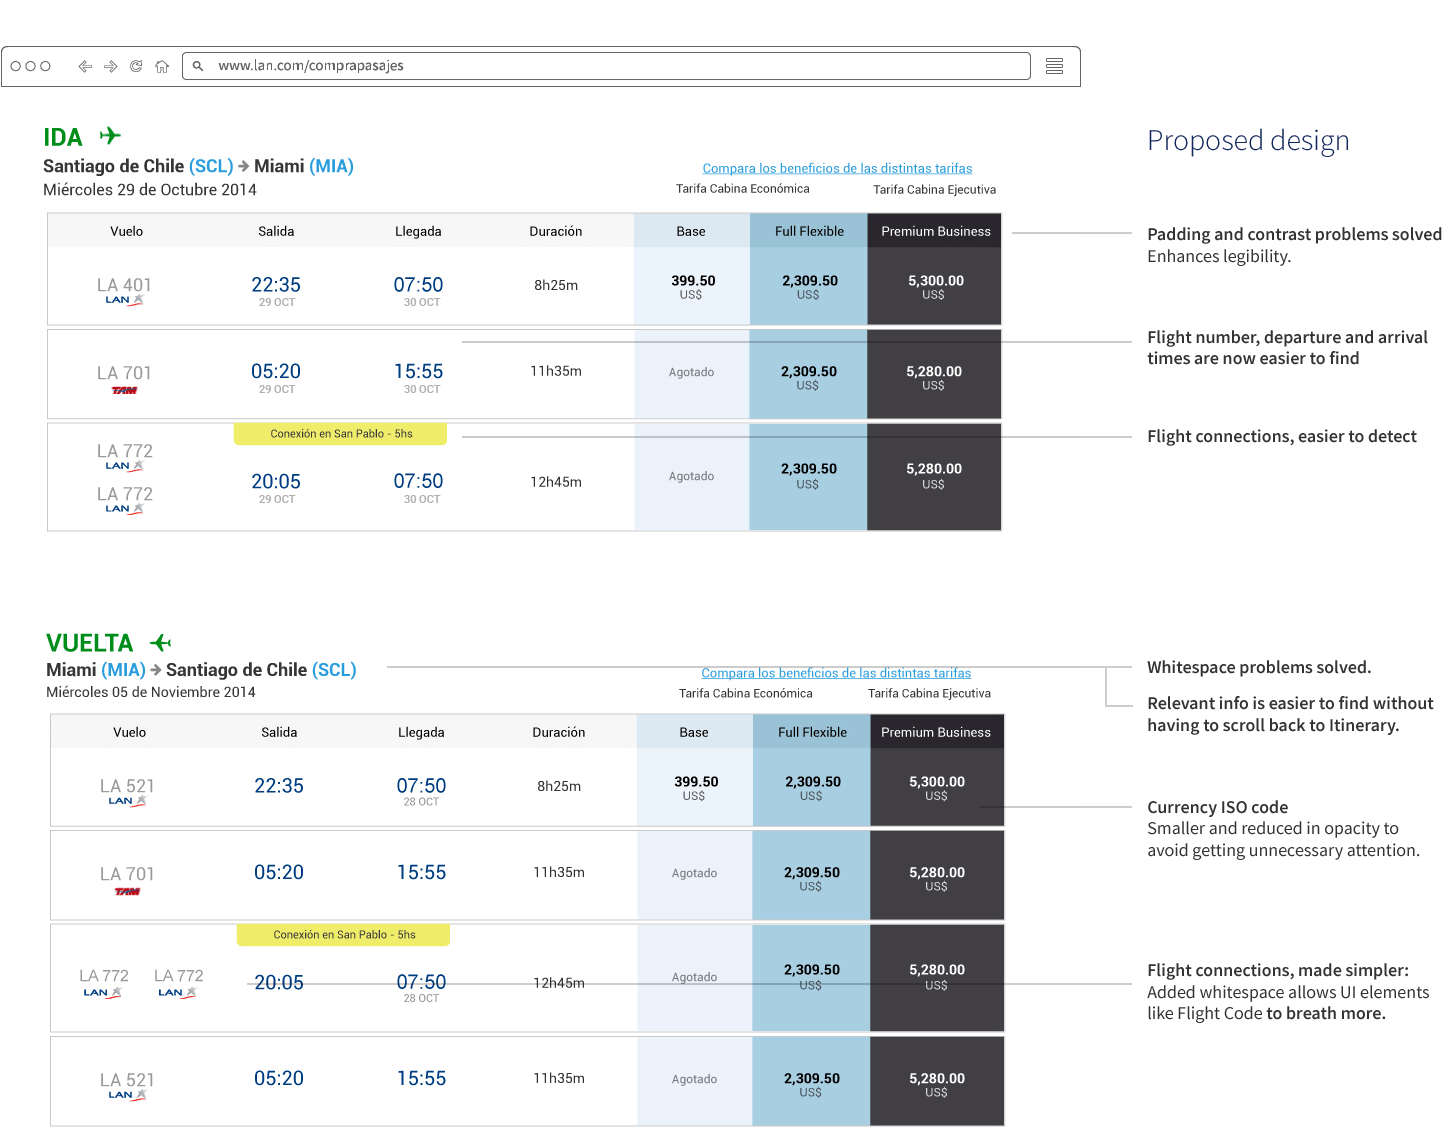 www.lan.com/comprapasajes
IDA
Santiago de Chile (SCL) → Miami (MIA)
Miércoles 29 de Octubre 2014
Compara los beneficios de las distintas tarifas
Tarifa Cabina Económica Tarifa Cabina Ejecutiva
Proposed design
Vuelo Salida Llegada Duración Base Full Flexible Premium Business
Padding and contrast problems solved
Enhances legibility.
LA 401 22:35 07:50 8h25m 399.50 2,309.50 5,300.00
LAN 29 OCT 30 OCT US$ US$ US$
Flight number, departure and arrival
times are now easier to find
LA 701 05:20 15:55 11h35m Agotado 2,309.50 5,280.00
TAM 29 OCT 30 OCT US$ US$
Conexión en San Pablo - 5hs
Flight connections, easier to detect
LA 772
LAN
LA 772
LAN
20:05 07:50 12h45m Agotado 2,309.50 5,280.00
29 OCT 30 OCT US$ US$
VUELTA
Miami (MIA) → Santiago de Chile (SCL)
Miércoles 05 de Noviembre 2014
Compara los beneficios de las distintas tarifas
Tarifa Cabina Económica Tarifa Cabina Ejecutiva
Whitespace problems solved.
Relevant info is easier to find without
having to scroll back to Itinerary.
Vuelo Salida Llegada Duración Base Full Flexible Premium Business
LA 521 22:35 07:50 8h25m 399.50 2,309.50 5,300.00
LAN 28 OCT US$ US$ US$
Currency ISO code
Smaller and reduced in opacity to
avoid getting unnecessary attention.
LA 701 05:20 15:55 11h35m Agotado 2,309.50 5,280.00
TAM US$ US$
Conexión en San Pablo - 5hs
LA 772 LA 772 20:05 07:50 12h45m Agotado 2,309.50 5,280.00
LAN LAN 28 OCT US$ US$
Flight connections, made simpler:
Added whitespace allows UI elements
like Flight Code to breath more.
LA 521 05:20 15:55 11h35m Agotado 2,309.50 5,280.00
LAN US$ US$